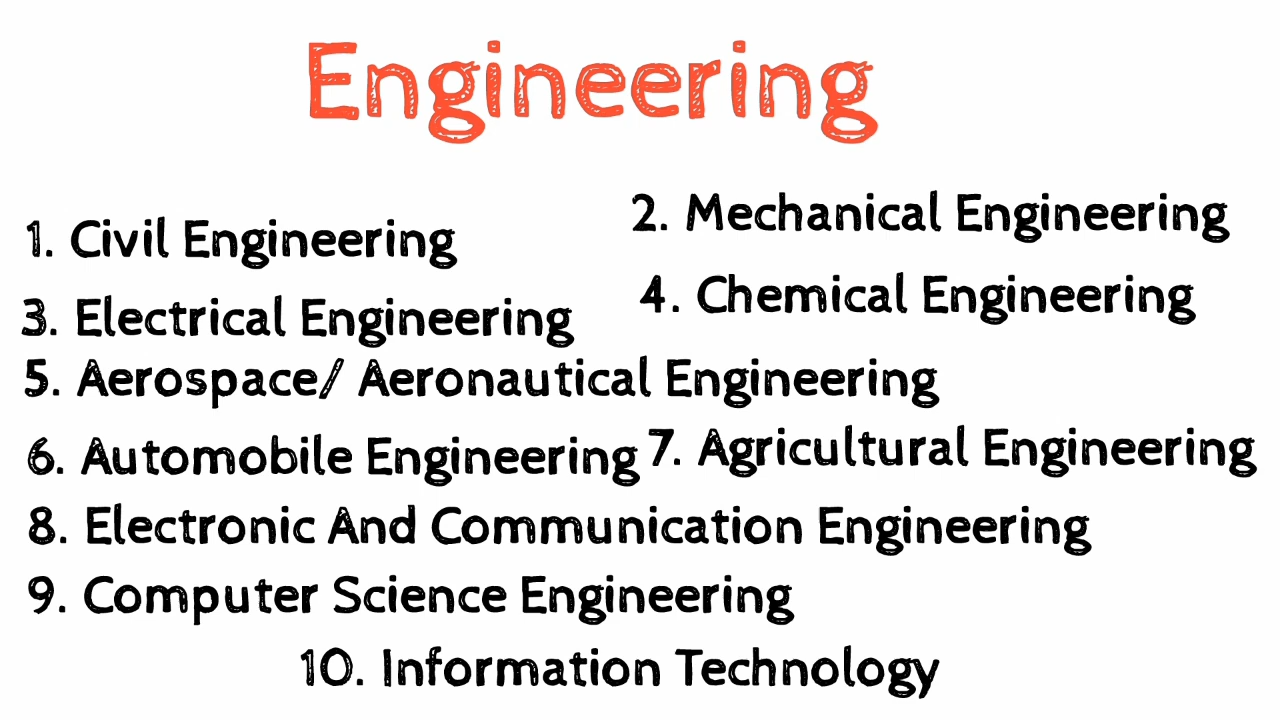 Engineering
1. Civil Engineering
2. Mechanical Engineering
3. Electrical Engineering
4. Chemical Engineering
5. Aerospace/ Aeronautical Engineering
6. Automobile Engineering
7. Agricultural Engineering
8. Electronic And Communication Engineering
9. Computer Science Engineering
10. Information Technology